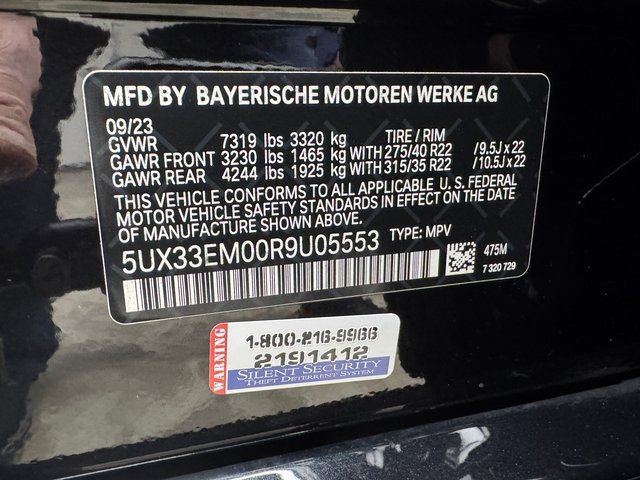 MFD BY BAYERISCHE MOTOREN WERKE AG
09/23
GVWR 7319 lbs 3320 kg TIRE / RIM
GAWR FRONT 3230 lbs 1465 kg WITH 275/40 R22 /9.5J x 22
GAWR REAR 4244 lbs 1925 kg WITH 315/35 R22 /10.5J x 22
THIS VEHICLE CONFORMS TO ALL APPLICABLE U. S. FEDERAL
MOTOR VEHICLE SAFETY STANDARDS IN EFFECT ON THE DATE
OF MANUFACTURE SHOWN ABOVE.
5UX33EM00R9U05553 TYPE: MPV
475M
7 320 729
WARNING
1-800-216-9966
2191412
SILENT SECURITY
THEFT DETERRENT SYSTEM